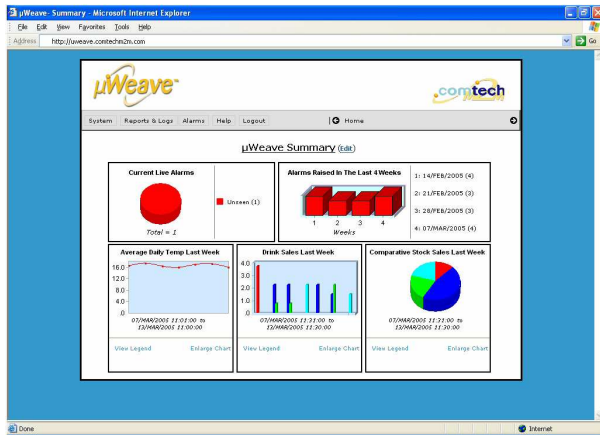 µWeave- Summary - Microsoft Internet Explorer
File Edit View Favorites Tools Help
Address http://uweave.comtechm2m.com Go
µWeave
comtech
System Reports & Logs Alarms Help Logout Home
µWeave Summary (Edit)
Current Live Alarms
Unseen (1)
Total = 1
Alarms Raised In The Last 4 Weeks
1 2 3 4
Weeks
1: 14/FEB/2005 (4)
2: 21/FEB/2005 (3)
3: 28/FEB/2005 (3)
4: 07/MAR/2005 (4)
Average Daily Temp Last Week
16.0
12.0
8.0
4.0
.0
07/MAR/2005 11:01:00 to
13/MAR/2005 11:00:00
View Legend Enlarge Chart
Drink Sales Last Week
4.0
3.0
2.0
1.0
.0
07/MAR/2005 11:31:00 to
13/MAR/2005 11:30:00
View Legend Enlarge Chart
Comparative Stock Sales Last Week
07/MAR/2005 11:31:00 to
13/MAR/2005 11:30:00
View Legend Enlarge Chart
Done Internet